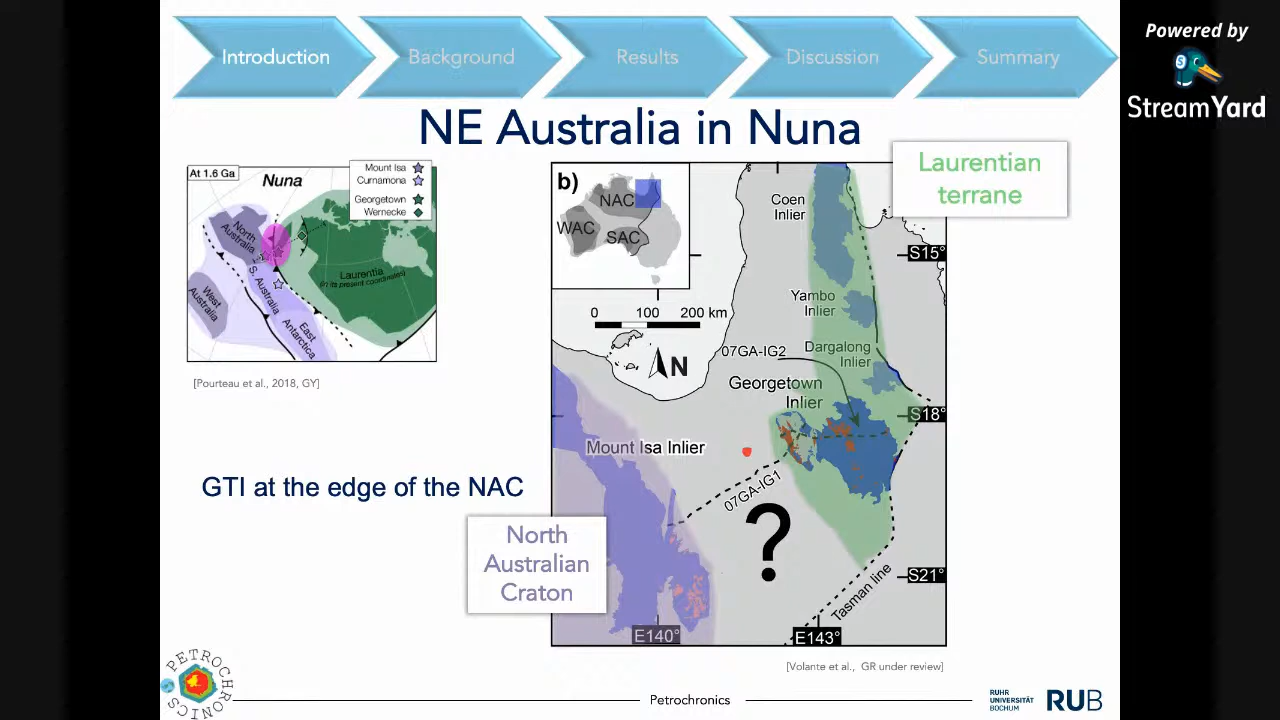 Introduction
Background
Results
Discussion
Summary
Powered by
StreamYard
NE Australia in Nuna
At 1.6 Ga
Nuna
Mount Isa
Curnamona
Georgetown
Wernecke
North
Australia
West
Australia
S. Australia
East
Antarctica
Laurentia
(in its present coordinates)
[Pourteau et al., 2018, GY]
GTI at the edge of the NAC
North
Australian
Craton
Laurentian
terrane
b)
NAC
WAC
SAC
0 100 200 km
N
Coen
Inlier
S15°
Yambo
Inlier
07GA-IG2
Dargalong
Inlier
Georgetown
Inlier
S18°
Mount Isa Inlier
07GA-IG1
?
S21°
Tasman line
E140°
E143°
[Volante et al., GR under review]
PETROCHRONICS
Petrochronics
RUHR
UNIVERSITÄT
BOCHUM
RUB